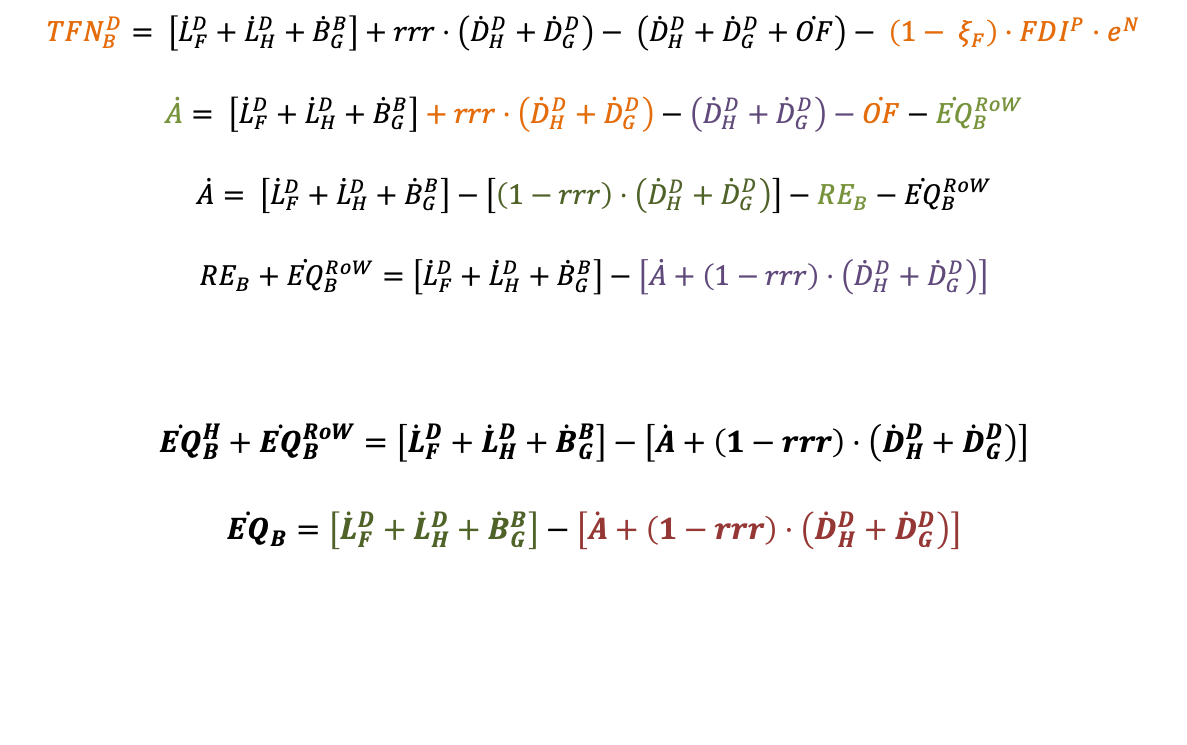 TFN_B^D = [L̇_F^D + L̇_H^D + Ḃ_G^B] + rrr · (Ḋ_H^D + Ḋ_G^D) − (Ḋ_H^D + Ḋ_G^D + OḞ) − (1 − ξ_F) · FDI^P · e^N
Ȧ = [L̇_F^D + L̇_H^D + Ḃ_G^B] + rrr · (Ḋ_H^D + Ḋ_G^D) − (Ḋ_H^D + Ḋ_G^D) − OḞ − EQ̇_B^RoW
Ȧ = [L̇_F^D + L̇_H^D + Ḃ_G^B] − [(1 − rrr) · (Ḋ_H^D + Ḋ_G^D)] − RE_B − EQ̇_B^RoW
RE_B + EQ̇_B^RoW = [L̇_F^D + L̇_H^D + Ḃ_G^B] − [Ȧ + (1 − rrr) · (Ḋ_H^D + Ḋ_G^D)]
EQ̇_B^H + EQ̇_B^RoW = [L̇_F^D + L̇_H^D + Ḃ_G^B] − [Ȧ + (1 − rrr) · (Ḋ_H^D + Ḋ_G^D)]
EQ̇_B = [L̇_F^D + L̇_H^D + Ḃ_G^B] − [Ȧ + (1 − rrr) · (Ḋ_H^D + Ḋ_G^D)]